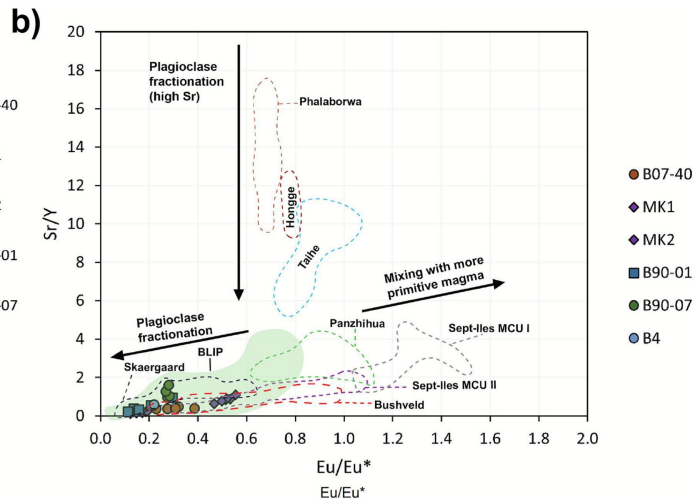 b)
20
18
16
14
12
10
8
6
4
2
0
Sr/Y
0.0
0.2
0.4
0.6
0.8
1.0
1.2
1.4
1.6
1.8
2.0
Eu/Eu*
Eu/Eu*
Plagioclase
fractionation
(high Sr)
Phalaborwa
Hongge
Taihe
Mixing with more
primitive magma
Plagioclase
fractionation
Panzhihua
Sept-Iles MCU I
Skaergaard
BLIP
Sept-Iles MCU II
Bushveld
B07-40
MK1
MK2
B90-01
B90-07
B4
-40
-01
-07